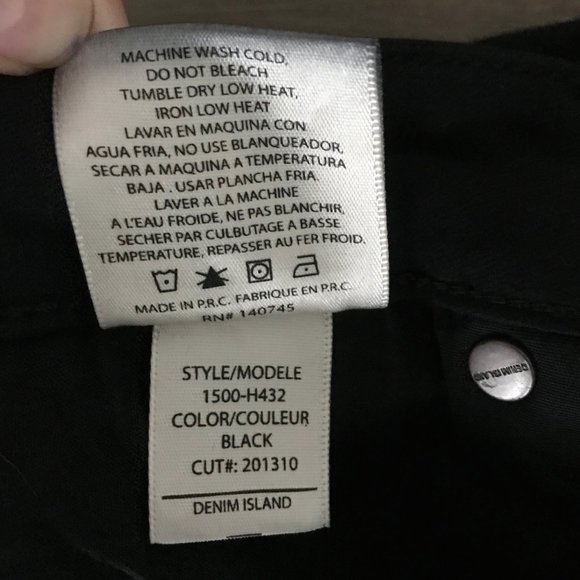 MACHINE WASH COLD,
DO NOT BLEACH
TUMBLE DRY LOW HEAT,
IRON LOW HEAT
LAVAR EN MAQUINA CON
AGUA FRIA, NO USE BLANQUEADOR,
SECAR A MAQUINA A TEMPERATURA
BAJA . USAR PLANCHA FRIA.
LAVER A LA MACHINE
A L'EAU FROIDE, NE PAS BLANCHIR,
SECHER PAR CULBUTAGE A BASSE
TEMPERATURE, REPASSER AU FER FROID.
MADE IN P.R.C. FABRIQUE EN P.R.C.
RN# 140745
STYLE/MODELE
1500-H432
COLOR/COULEUR
BLACK
CUT#: 201310
DENIM ISLAND
DENIM ISLAND